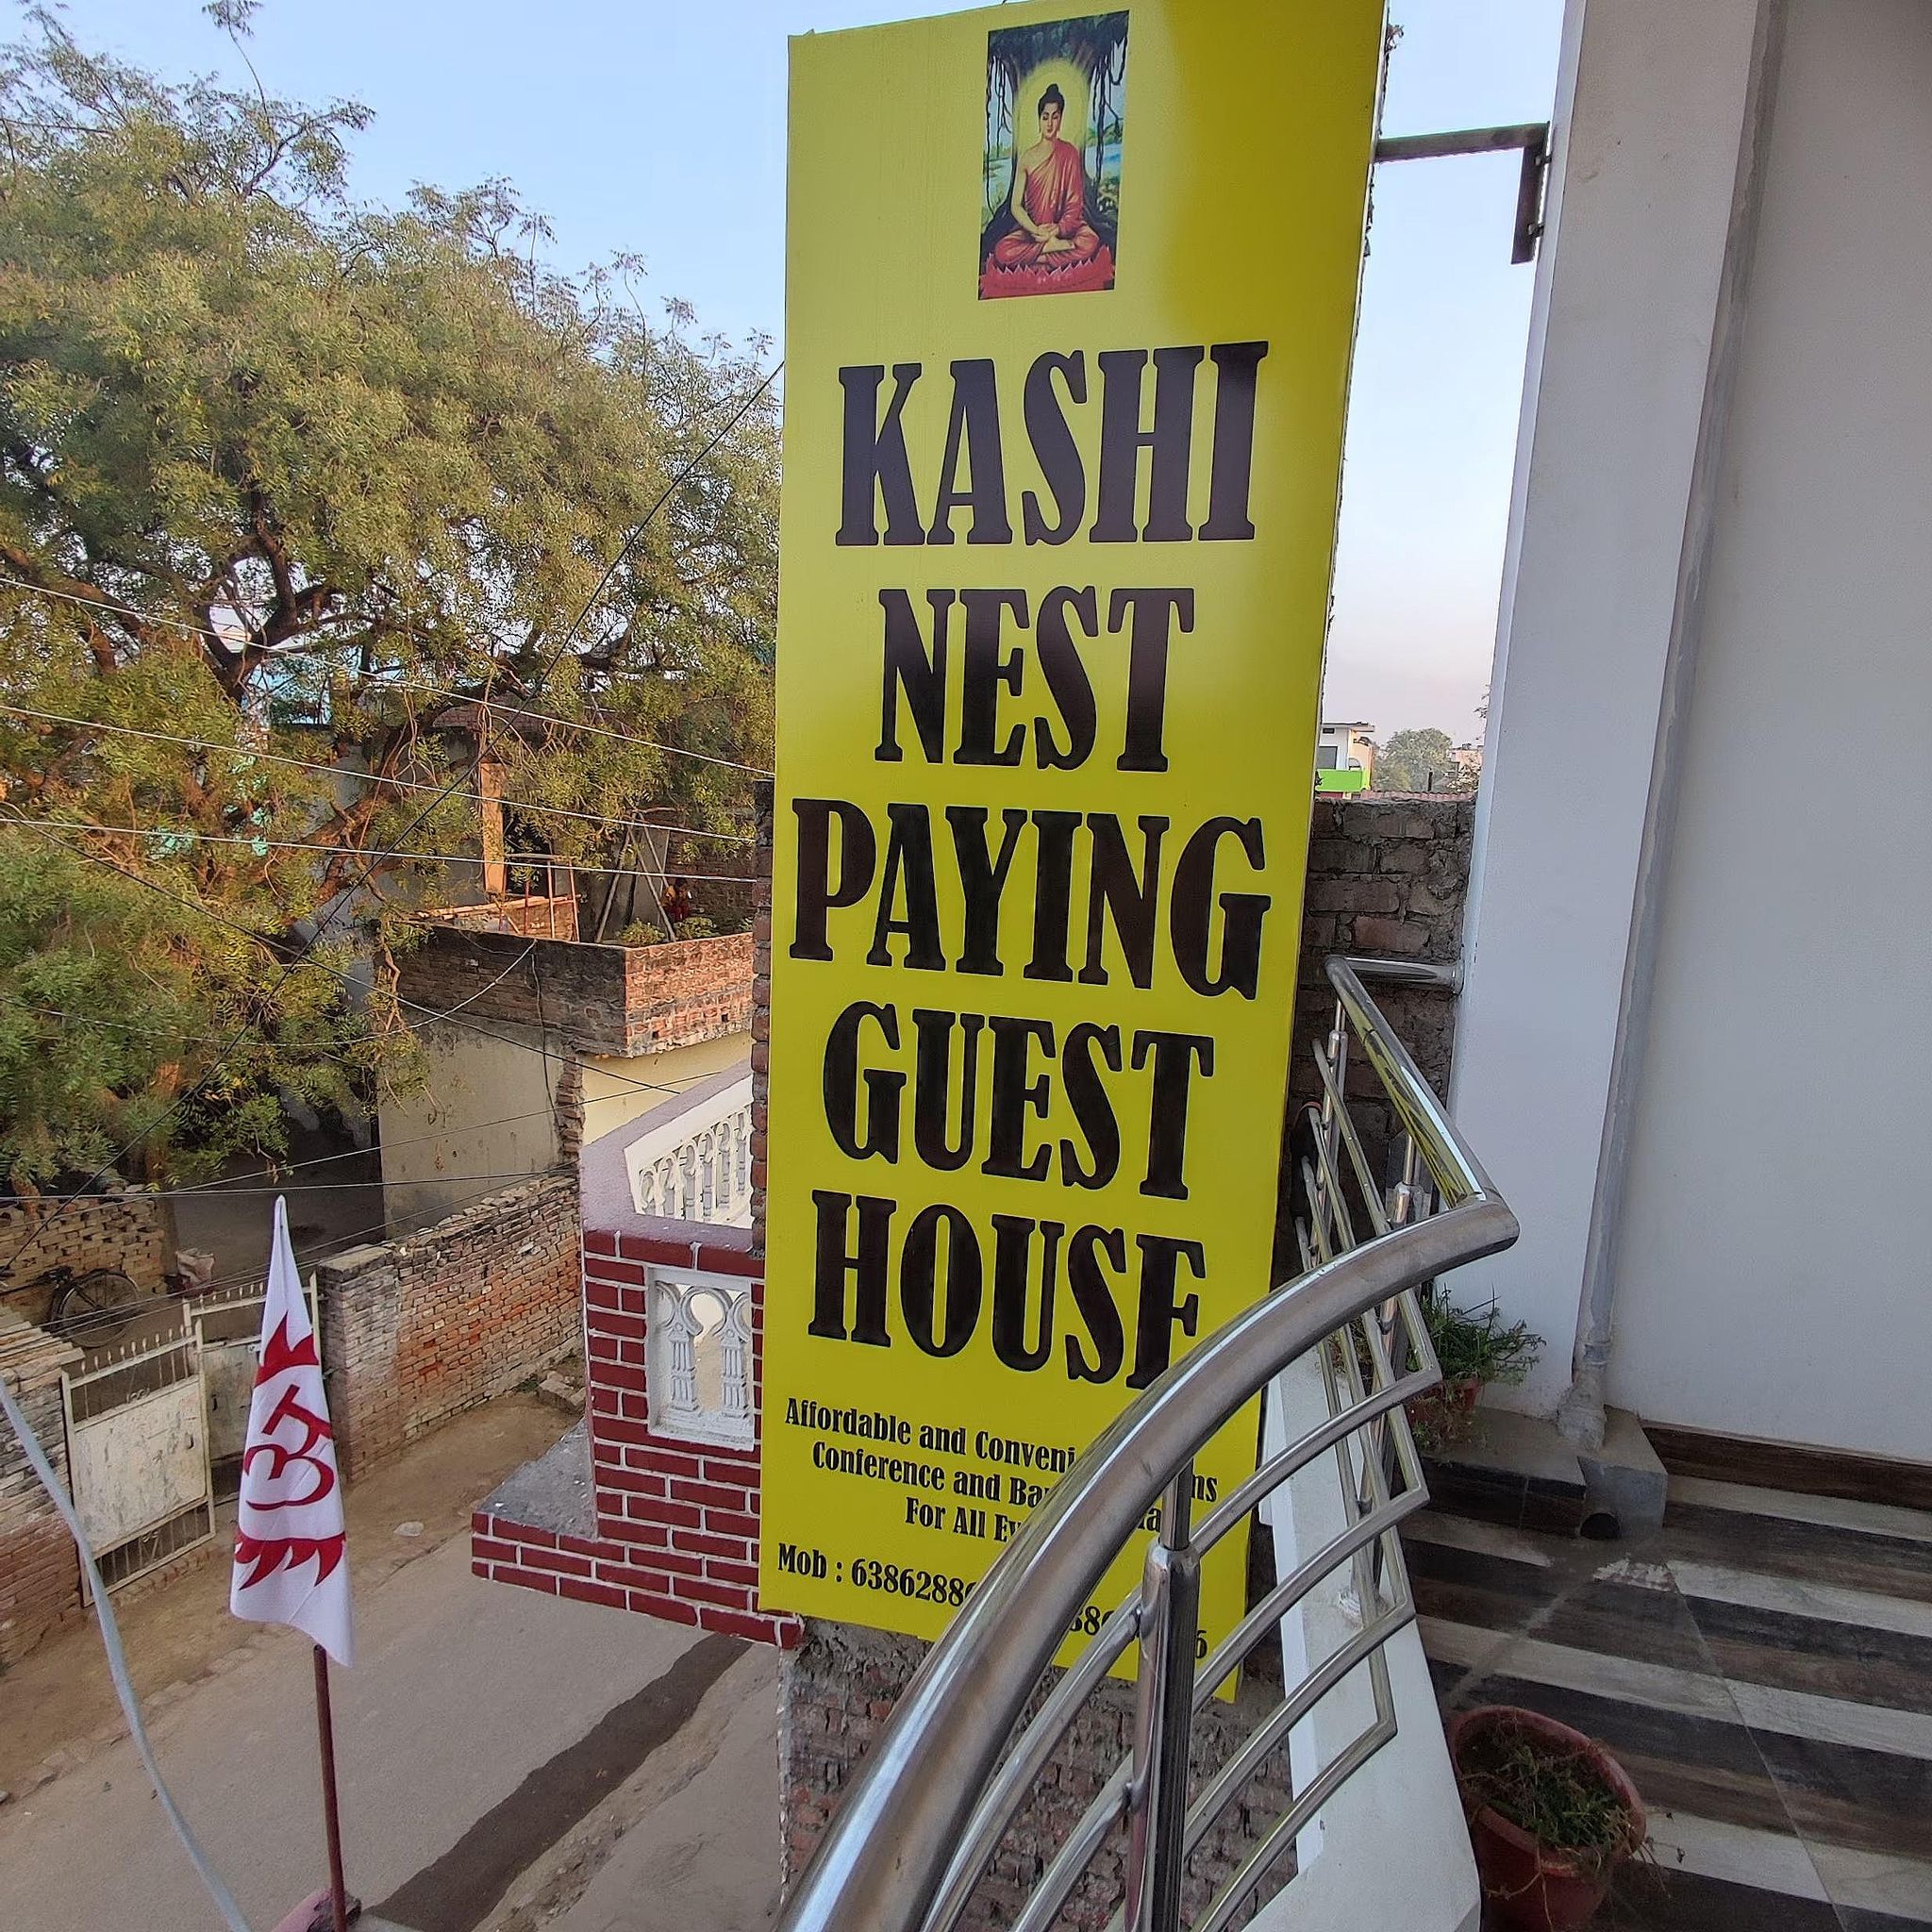 KASHI
NEST
PAYING
GUEST
HOUSE
Affordable and
Conference and
For All
Mob :